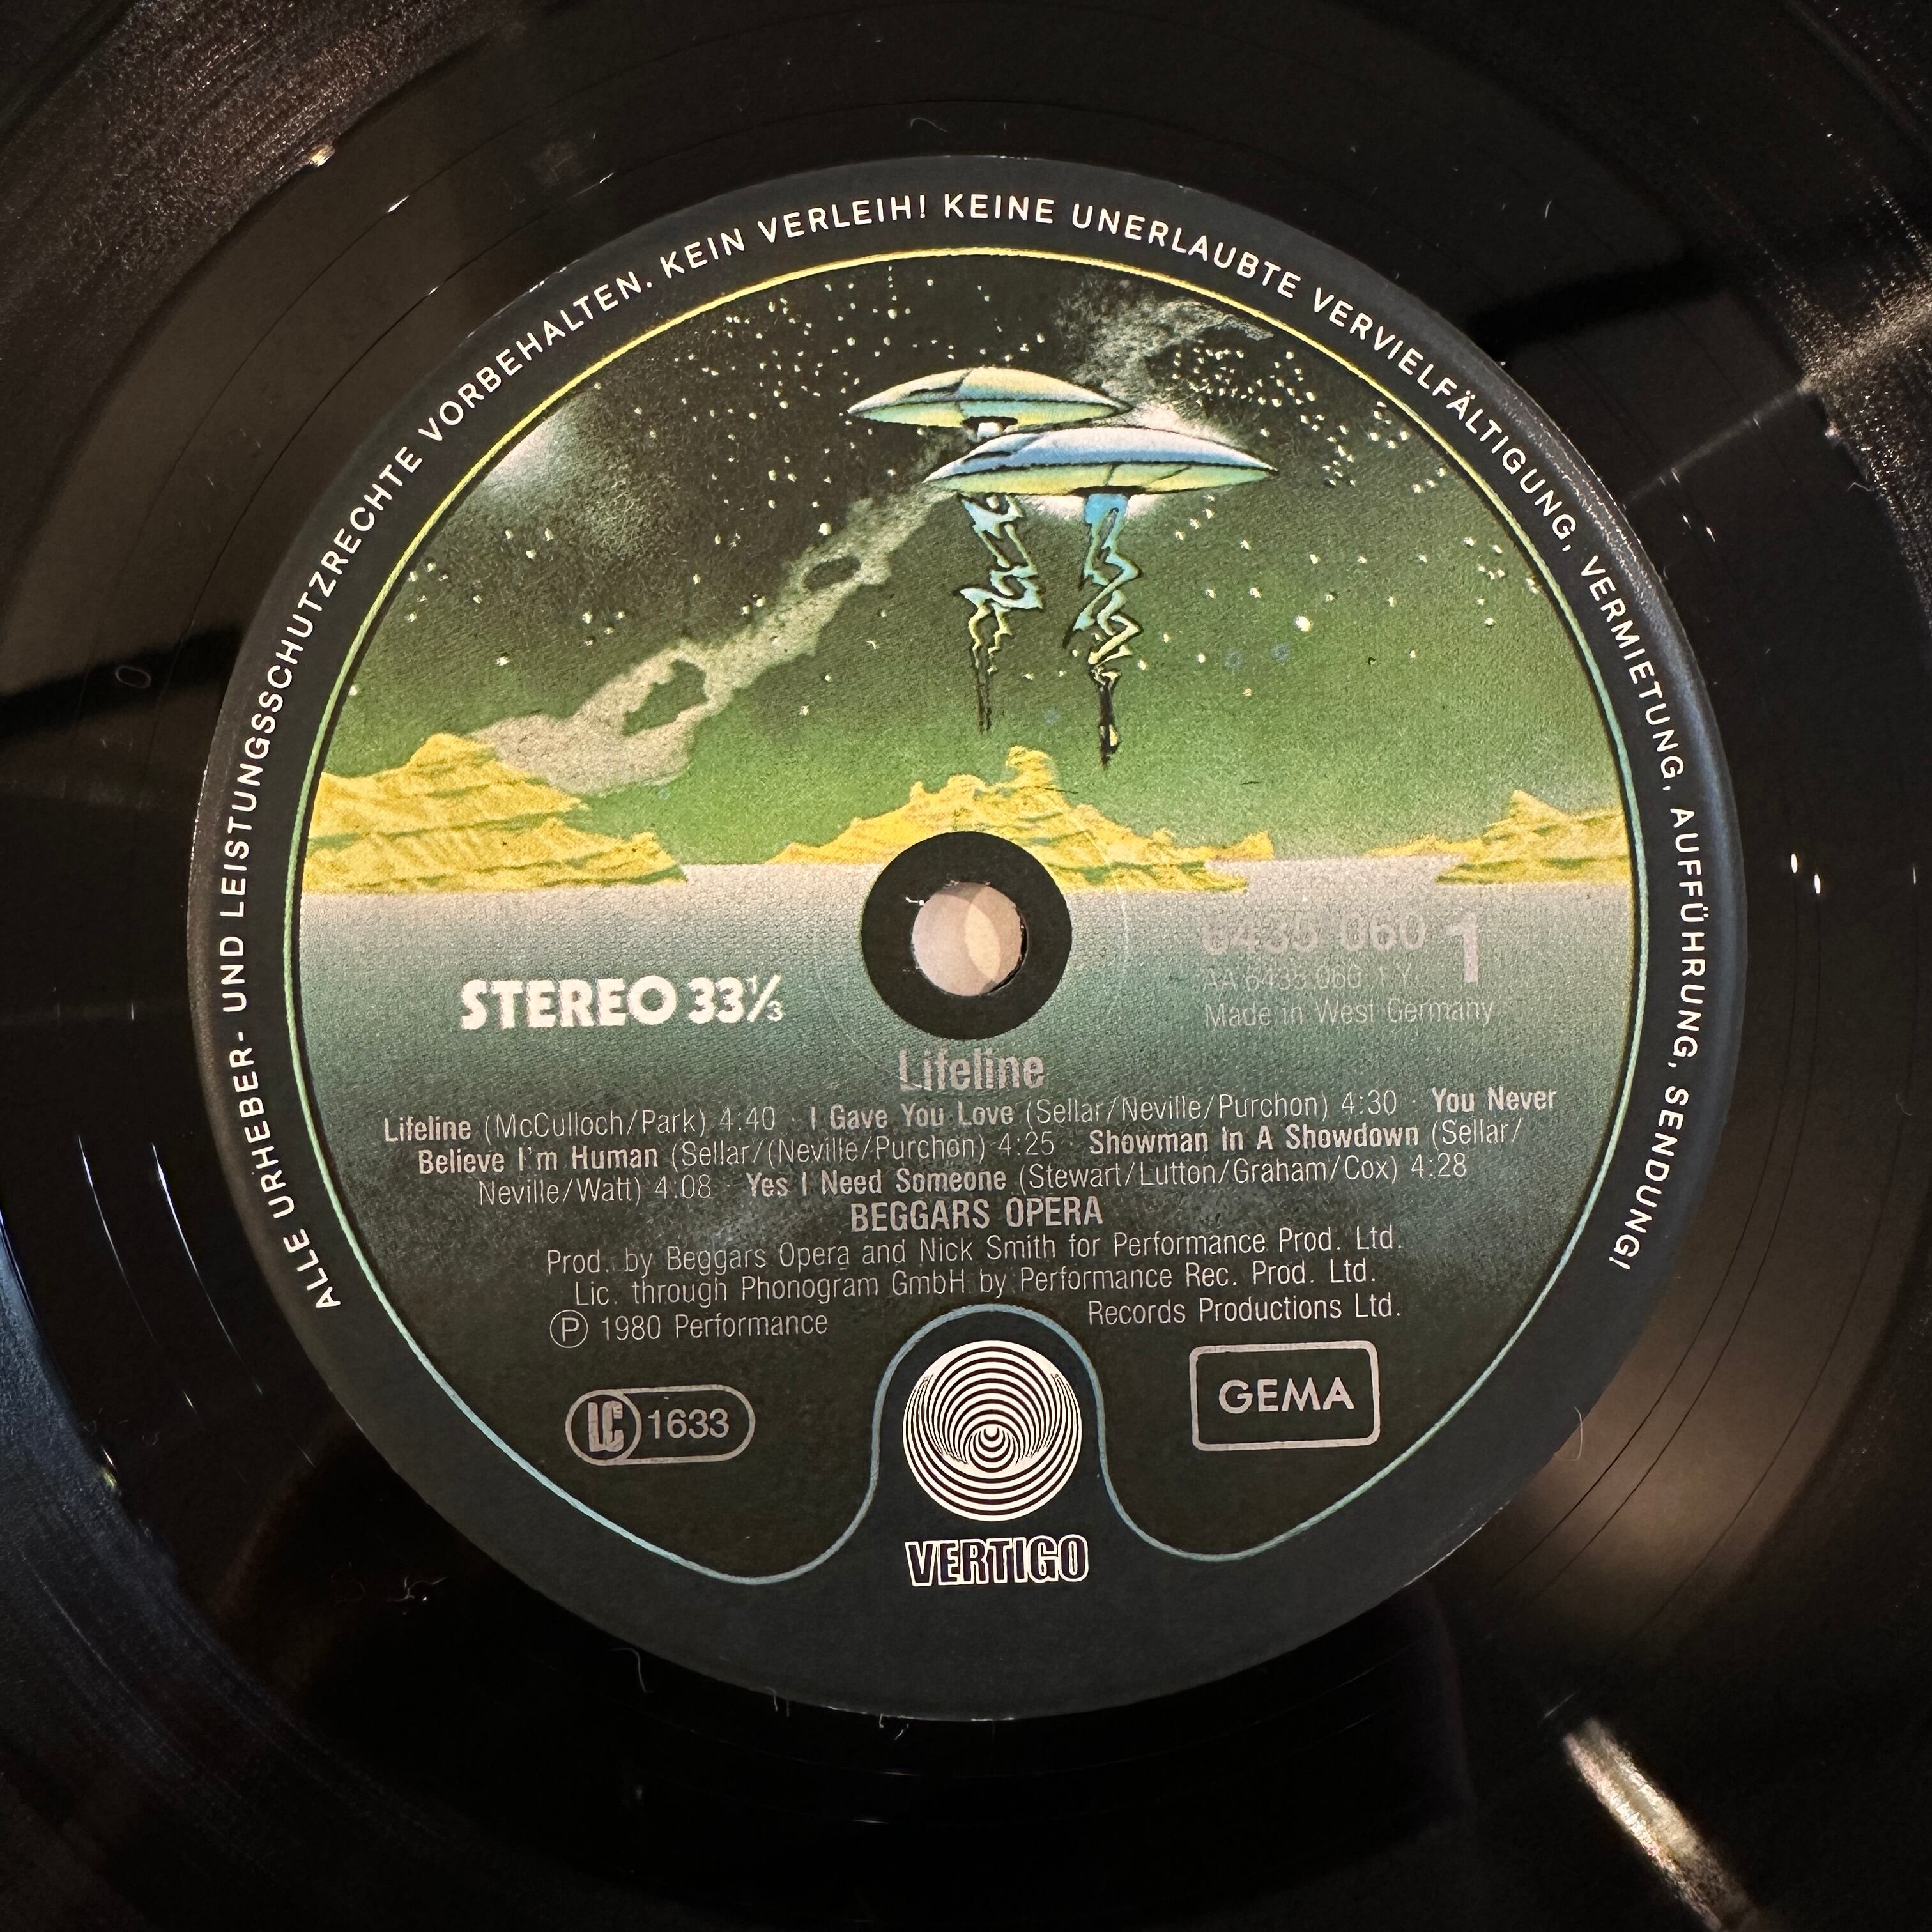 ALLE URHEBER- UND LEISTUNGSSCHUTZRECHTE VORBEHALTEN. KEIN VERLEIH! KEINE UNERLAUBTE VERVIELFÄLTIGUNG, VERMIETUNG, AUFFÜHRUNG, SENDUNG!
STEREO 33⅓
6435 060 1
AA 6435 060 1 Y
Made in West Germany
Lifeline
Lifeline (McCulloch/Park) 4:40 · I Gave You Love (Sellar/Neville/Purchon) 4:30 · You Never
Believe I'm Human (Sellar/(Neville/Purchon) 4:25 · Showman In A Showdown (Sellar/
Neville/Watt) 4:08 · Yes I Need Someone (Stewart/Lutton/Graham/Cox) 4:28
BEGGARS OPERA
Prod. by Beggars Opera and Nick Smith for Performance Prod. Ltd.
Lic. through Phonogram GmbH by Performance Rec. Prod. Ltd.
Ⓟ 1980 Performance Records Productions Ltd.
LC 1633
GEMA
VERTIGO